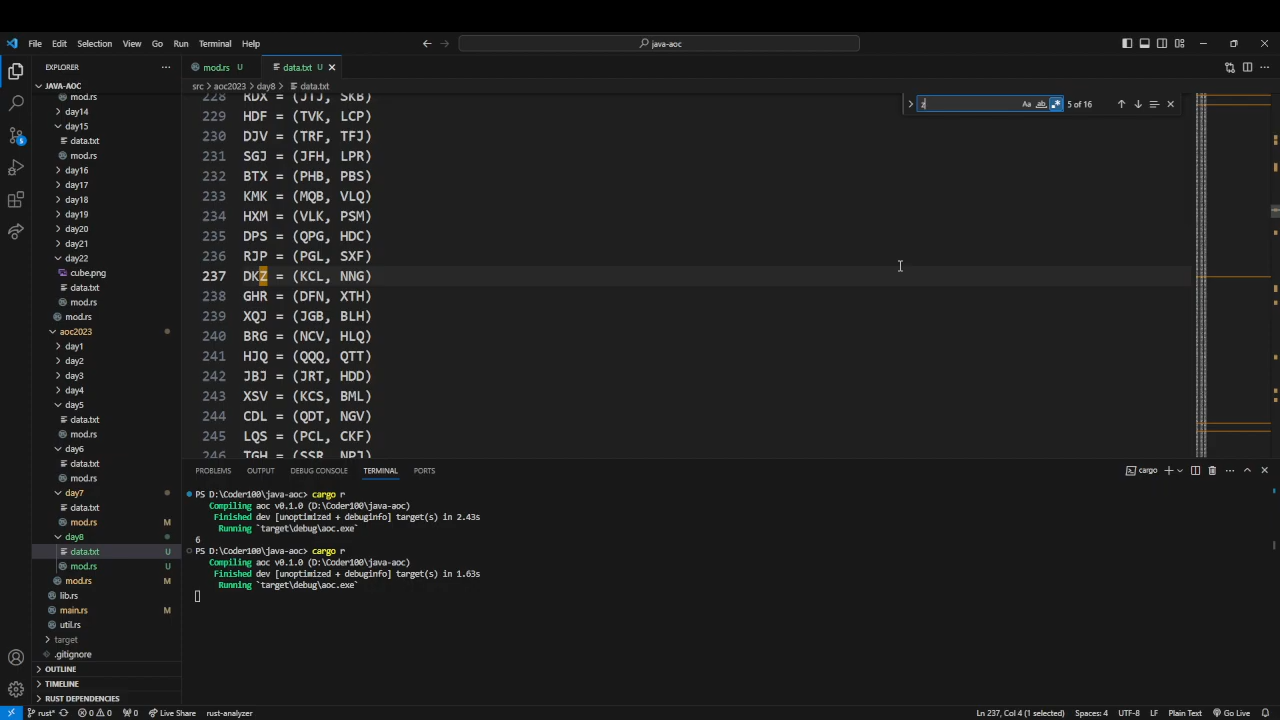 File Edit Selection View Go Run Terminal Help
java-aoc
EXPLORER
mod.rs U
data.txt U
JAVA-AOC
src > aoc2023 > day8 > data.txt
mod.rs
day14
day15
data.txt
mod.rs
day16
day17
day18
day19
day20
day21
day22
cube.png
data.txt
mod.rs
mod.rs
aoc2023
day1
day2
day3
day4
day5
data.txt
mod.rs
day6
data.txt
mod.rs
day7
data.txt
mod.rs M
day8
data.txt U
mod.rs U
mod.rs M
lib.rs
main.rs M
util.rs
target
.gitignore
OUTLINE
TIMELINE
RUST DEPENDENCIES
5
z
Aa ab .*
5 of 16
228 RDX = (JTJ, SKB)
229 HDF = (TVK, LCP)
230 DJV = (TRF, TFJ)
231 SGJ = (JFH, LPR)
232 BTX = (PHB, PBS)
233 KMK = (MQB, VLQ)
234 HXM = (VLK, PSM)
235 DPS = (QPG, HDC)
236 RJP = (PGL, SXF)
237 DKZ = (KCL, NNG)
238 GHR = (DFN, XTH)
239 XQJ = (JGB, BLH)
240 BRG = (NCV, HLQ)
241 HJQ = (QQQ, QTT)
242 JBJ = (JRT, HDD)
243 XSV = (KCS, BML)
244 CDL = (QDT, NGV)
245 LQS = (PCL, CKF)
246 TGH = (SSR, NPJ)
PROBLEMS OUTPUT DEBUG CONSOLE TERMINAL PORTS
cargo
PS D:\Coder100\java-aoc> cargo r
Compiling aoc v0.1.0 (D:\Coder100\java-aoc)
Finished dev [unoptimized + debuginfo] target(s) in 2.43s
Running `target\debug\aoc.exe`
6
PS D:\Coder100\java-aoc> cargo r
Compiling aoc v0.1.0 (D:\Coder100\java-aoc)
Finished dev [unoptimized + debuginfo] target(s) in 1.63s
Running `target\debug\aoc.exe`
rust* 0 0 0 Live Share rust-analyzer
Ln 237, Col 4 (1 selected) Spaces: 4 UTF-8 LF Plain Text Go Live